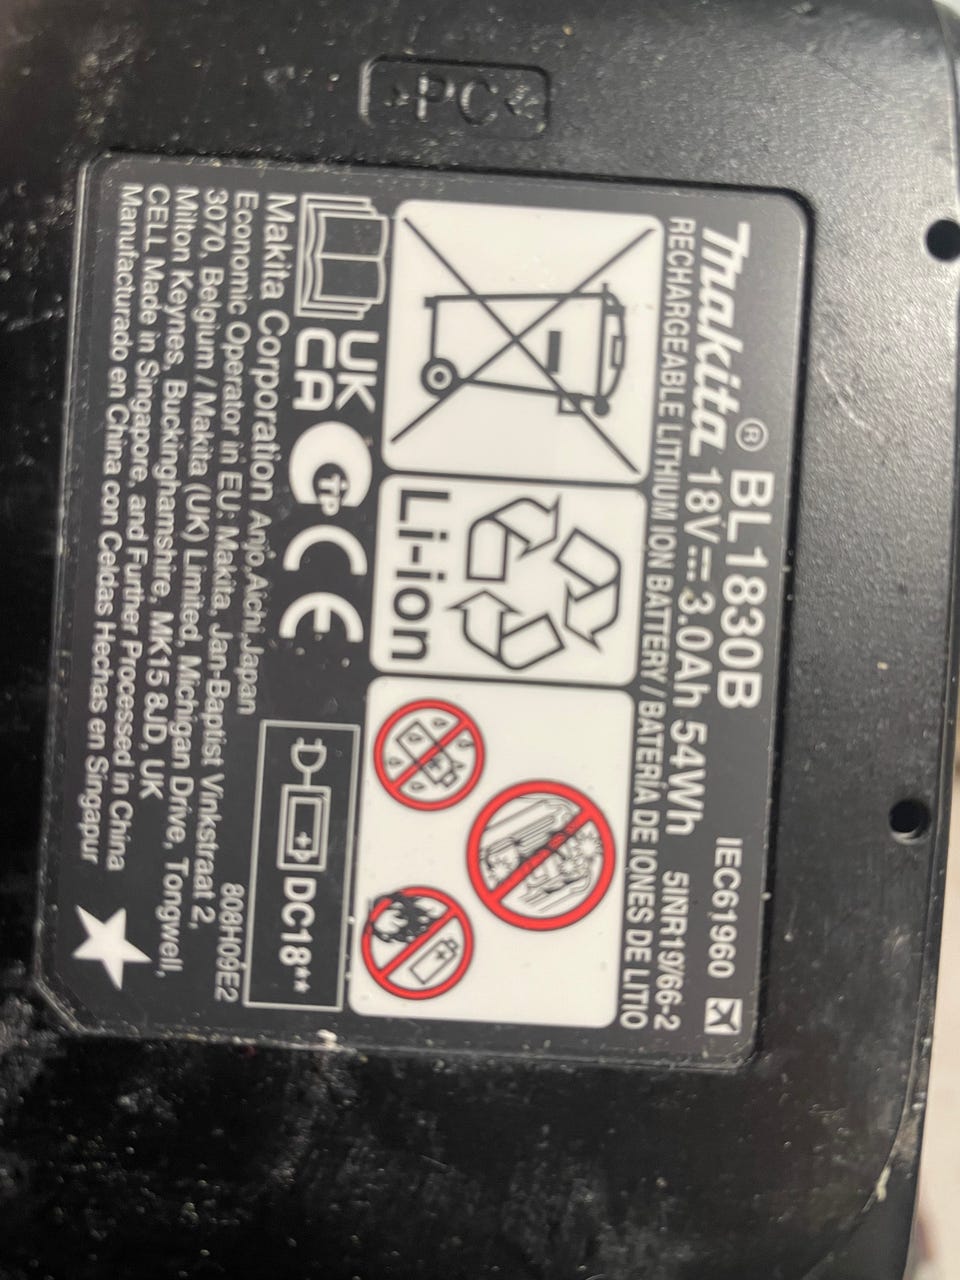 >PC<
Makita® BL1830B
IEC61960
18V⎓3.0Ah 54Wh 5INR19/66-2
RECHARGEABLE LITHIUM ION BATTERY / BATERÍA DE IONES DE LITIO
Li-ion
UK
CA
TP
CE
DC18**
Makita Corporation Anjo,Aichi,Japan
808H09E2
Economic Operator in EU: Makita, Jan-Baptist Vinkstraat 2,
3070, Belgium / Makita (UK) Limited, Michigan Drive, Tongwell,
Milton Keynes, Buckinghamshire, MK15 8JD, UK
CELL Made in Singapore, and Further Processed in China
Manufacturado en China con Celdas Hechas en Singapur